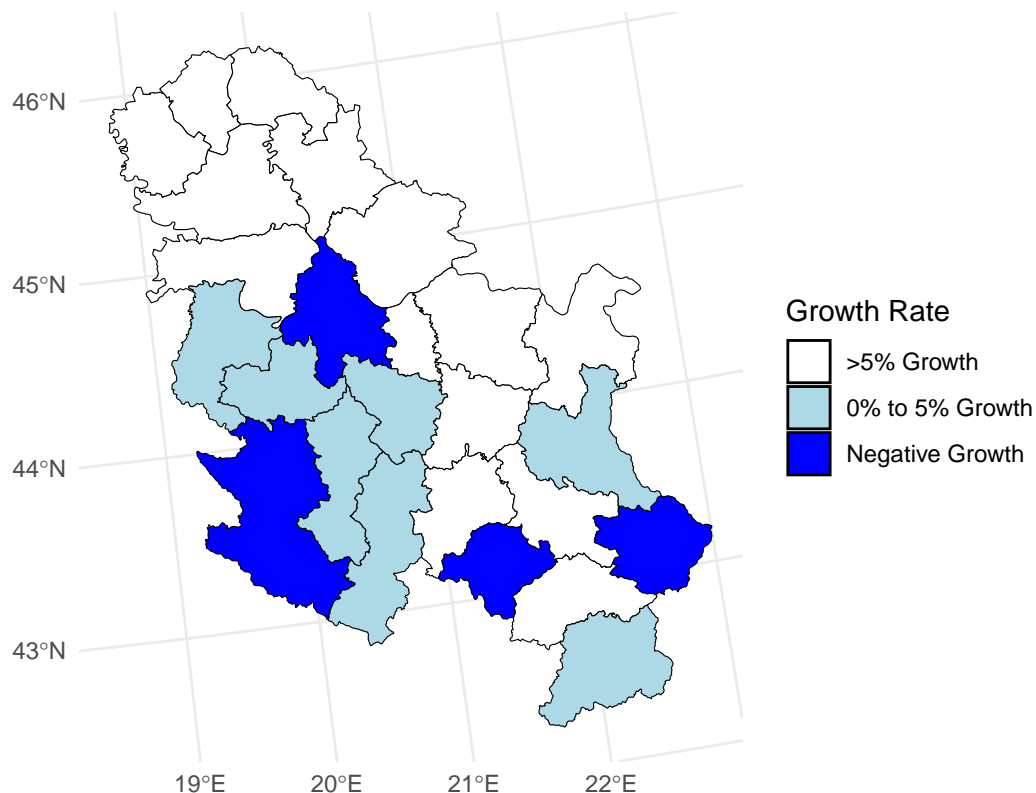 46°N
45°N
44°N
43°N
19°E
20°E
21°E
22°E
Growth Rate
>5% Growth
0% to 5% Growth
Negative Growth